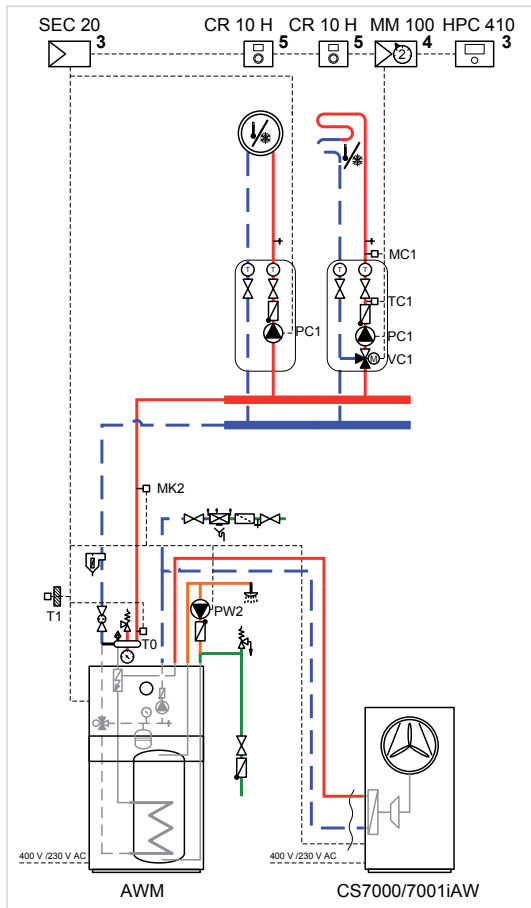 SEC 20 CR 10 H CR 10 H MM 100 HPC 410
3 5 5 2 4 3
T T T T
MC1
TC1
PC1 PC1
M VC1
MK2
PW2
T1
T0
400 V /230 V AC 400 V /230 V AC
AWM CS7000/7001iAW